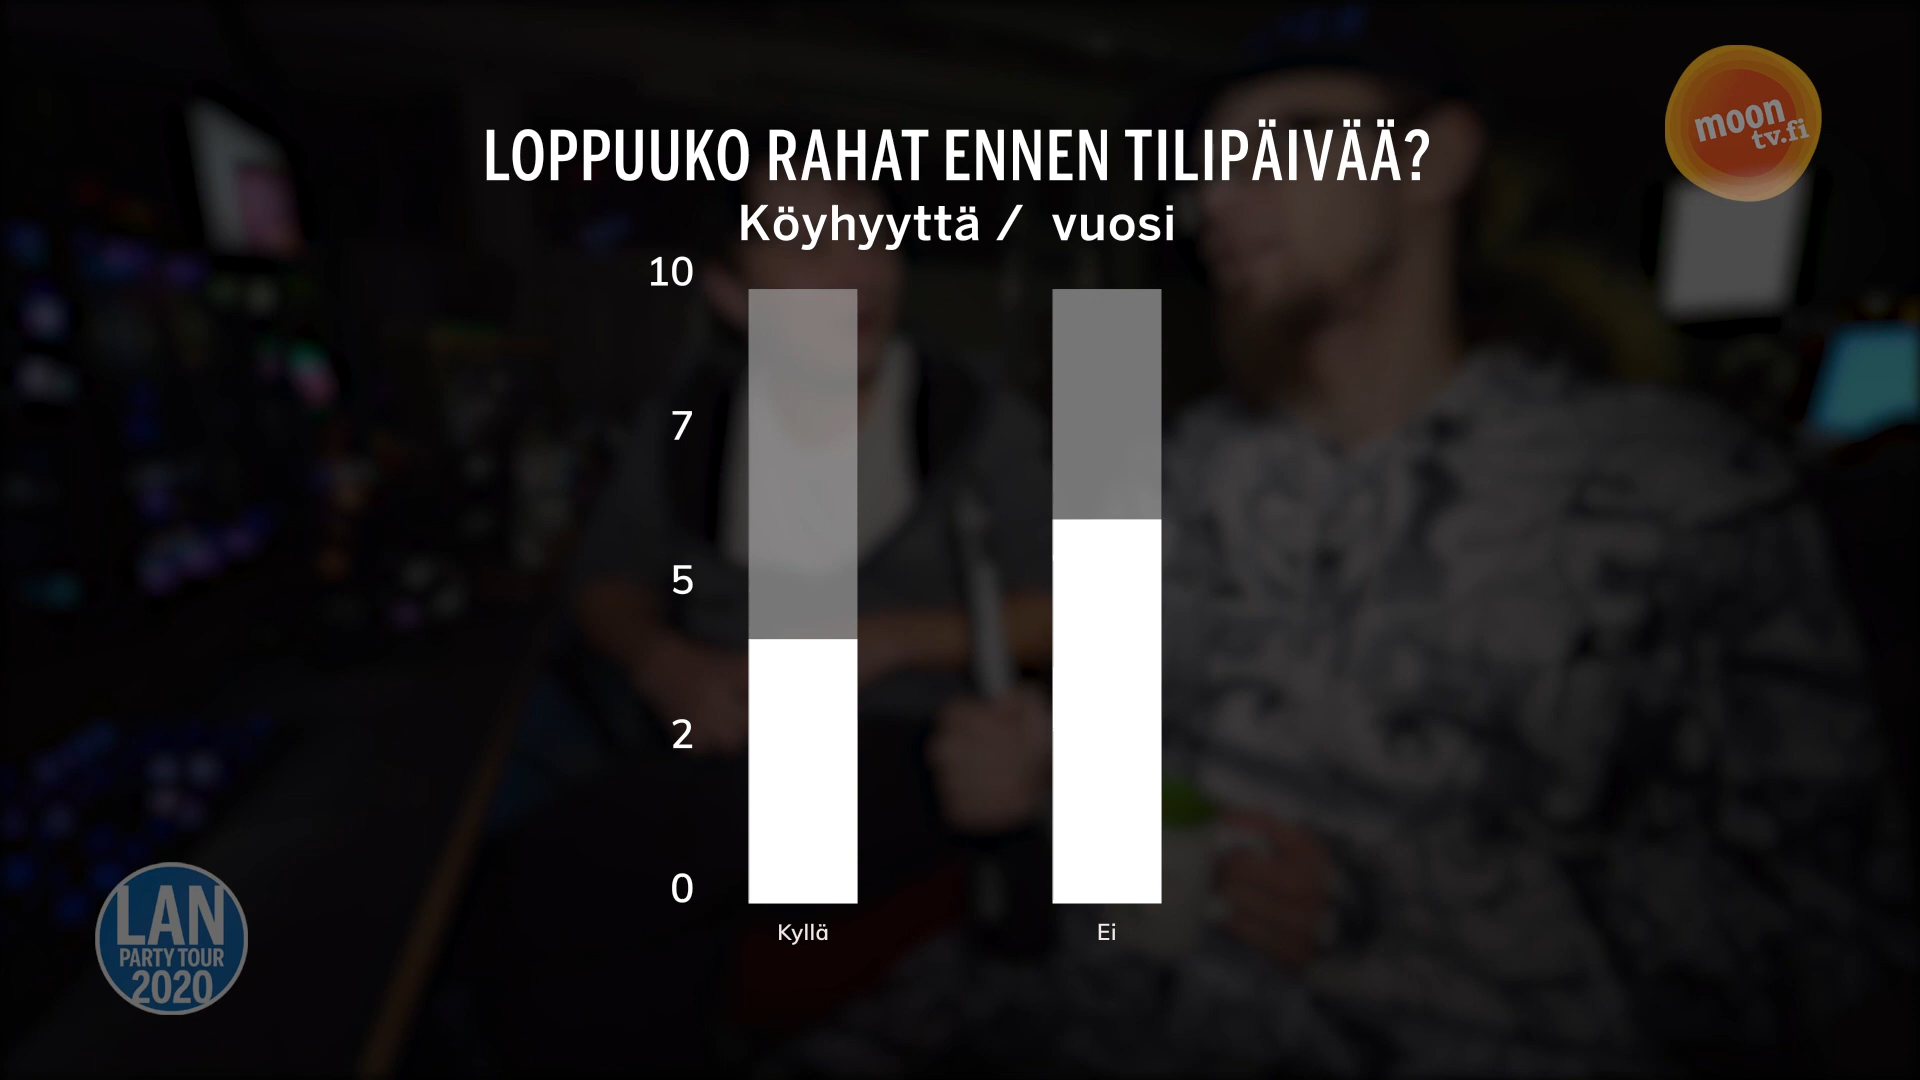 moon
tv.fi
LOPPUUKO RAHAT ENNEN TILIPÄIVÄÄ?
Köyhyyttä / vuosi
10
7
5
2
0
Kyllä
Ei
LAN
PARTY TOUR
2020